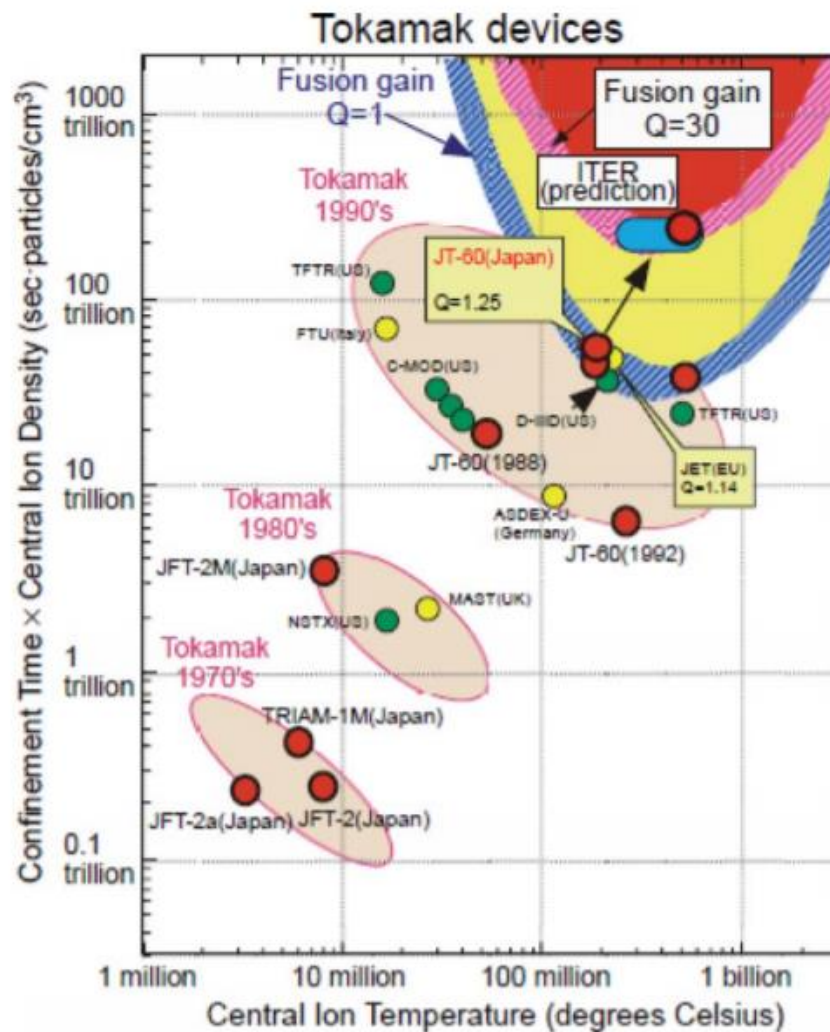 Tokamak devices
Confinement Time × Central Ion Density (sec-particles/cm³)
1000
trillion
100
trillion
10
trillion
1
trillion
0.1
trillion
Fusion gain
Q=1
Fusion gain
Q=30
ITER
(prediction)
Tokamak
1990's
JT-60(Japan)
Q=1.25
TFTR(US)
FTU(Italy)
C-MOD(US)
D-IIID(US)
TFTR(US)
JT-60(1988)
JET(EU)
Q=1.14
ASDEX-U
(Germany)
JT-60(1992)
Tokamak
1980's
JFT-2M(Japan)
MAST(UK)
NSTX(US)
Tokamak
1970's
TRIAM-1M(Japan)
JFT-2a(Japan)
JFT-2(Japan)
1 million
10 million
100 million
1 billion
Central Ion Temperature (degrees Celsius)